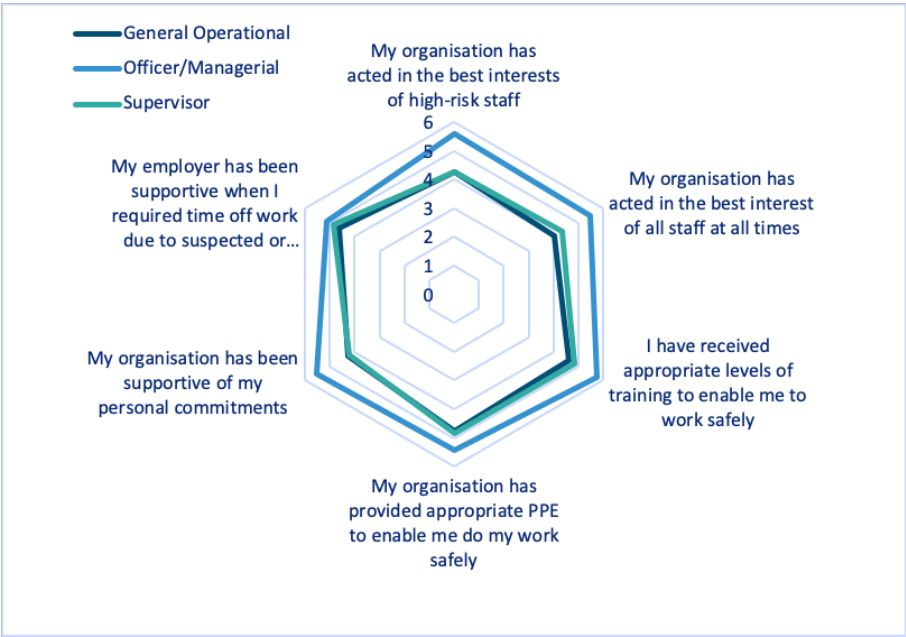 General Operational
Officer/Managerial
Supervisor
My organisation has
acted in the best interests
of high-risk staff
My organisation has
acted in the best interest
of all staff at all times
I have received
appropriate levels of
training to enable me to
work safely
My organisation has
provided appropriate PPE
to enable me do my work
safely
My organisation has been
supportive of my
personal commitments
My employer has been
supportive when I
required time off work
due to suspected or...
6
5
4
3
2
1
0